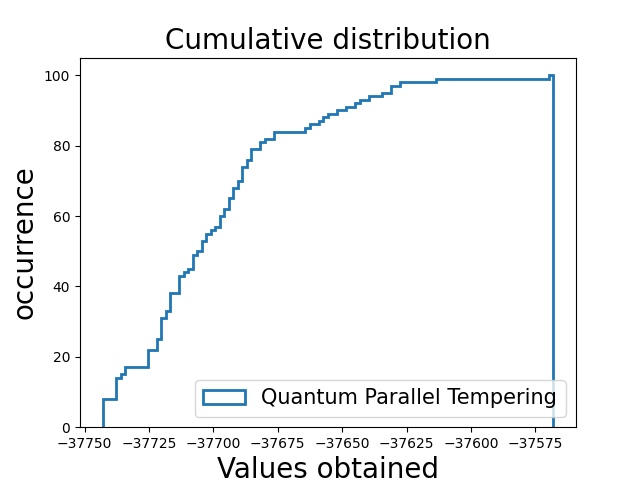 Cumulative distribution
occurrence
100
80
60
40
20
0
Quantum Parallel Tempering
−37750 −37725 −37700 −37675 −37650 −37625 −37600 −37575
Values obtained